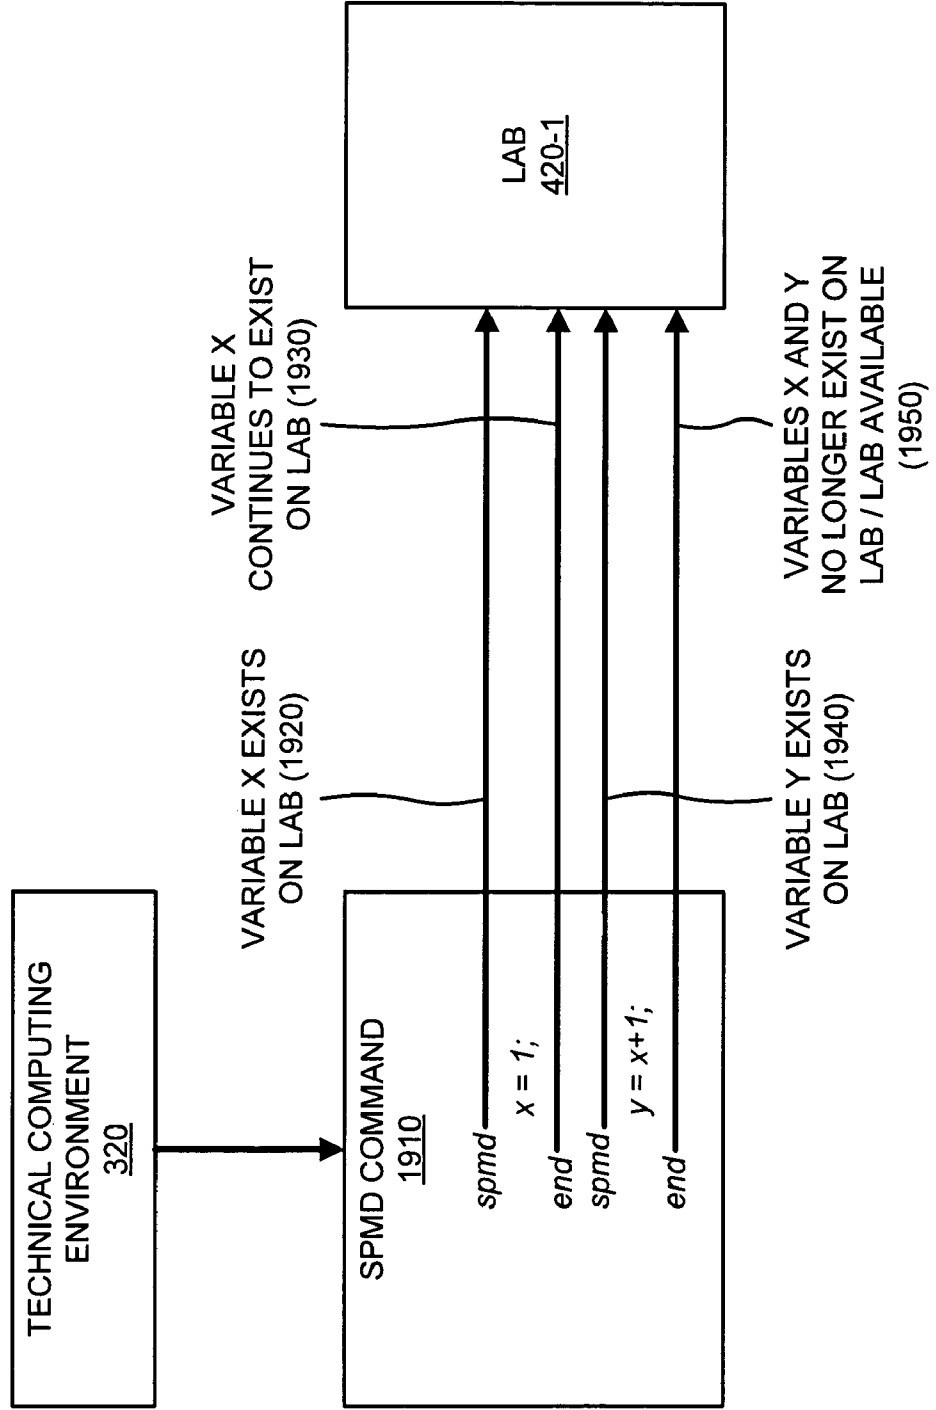 TECHNICAL COMPUTING
ENVIRONMENT
320
SPMD COMMAND
1910
spmd
x = 1;
end
spmd
y = x+1;
end
VARIABLE X EXISTS
ON LAB (1920)
VARIABLE X
CONTINUES TO EXIST
ON LAB (1930)
VARIABLE Y EXISTS
ON LAB (1940)
VARIABLES X AND Y
NO LONGER EXIST ON
LAB / LAB AVAILABLE
(1950)
LAB
420-1